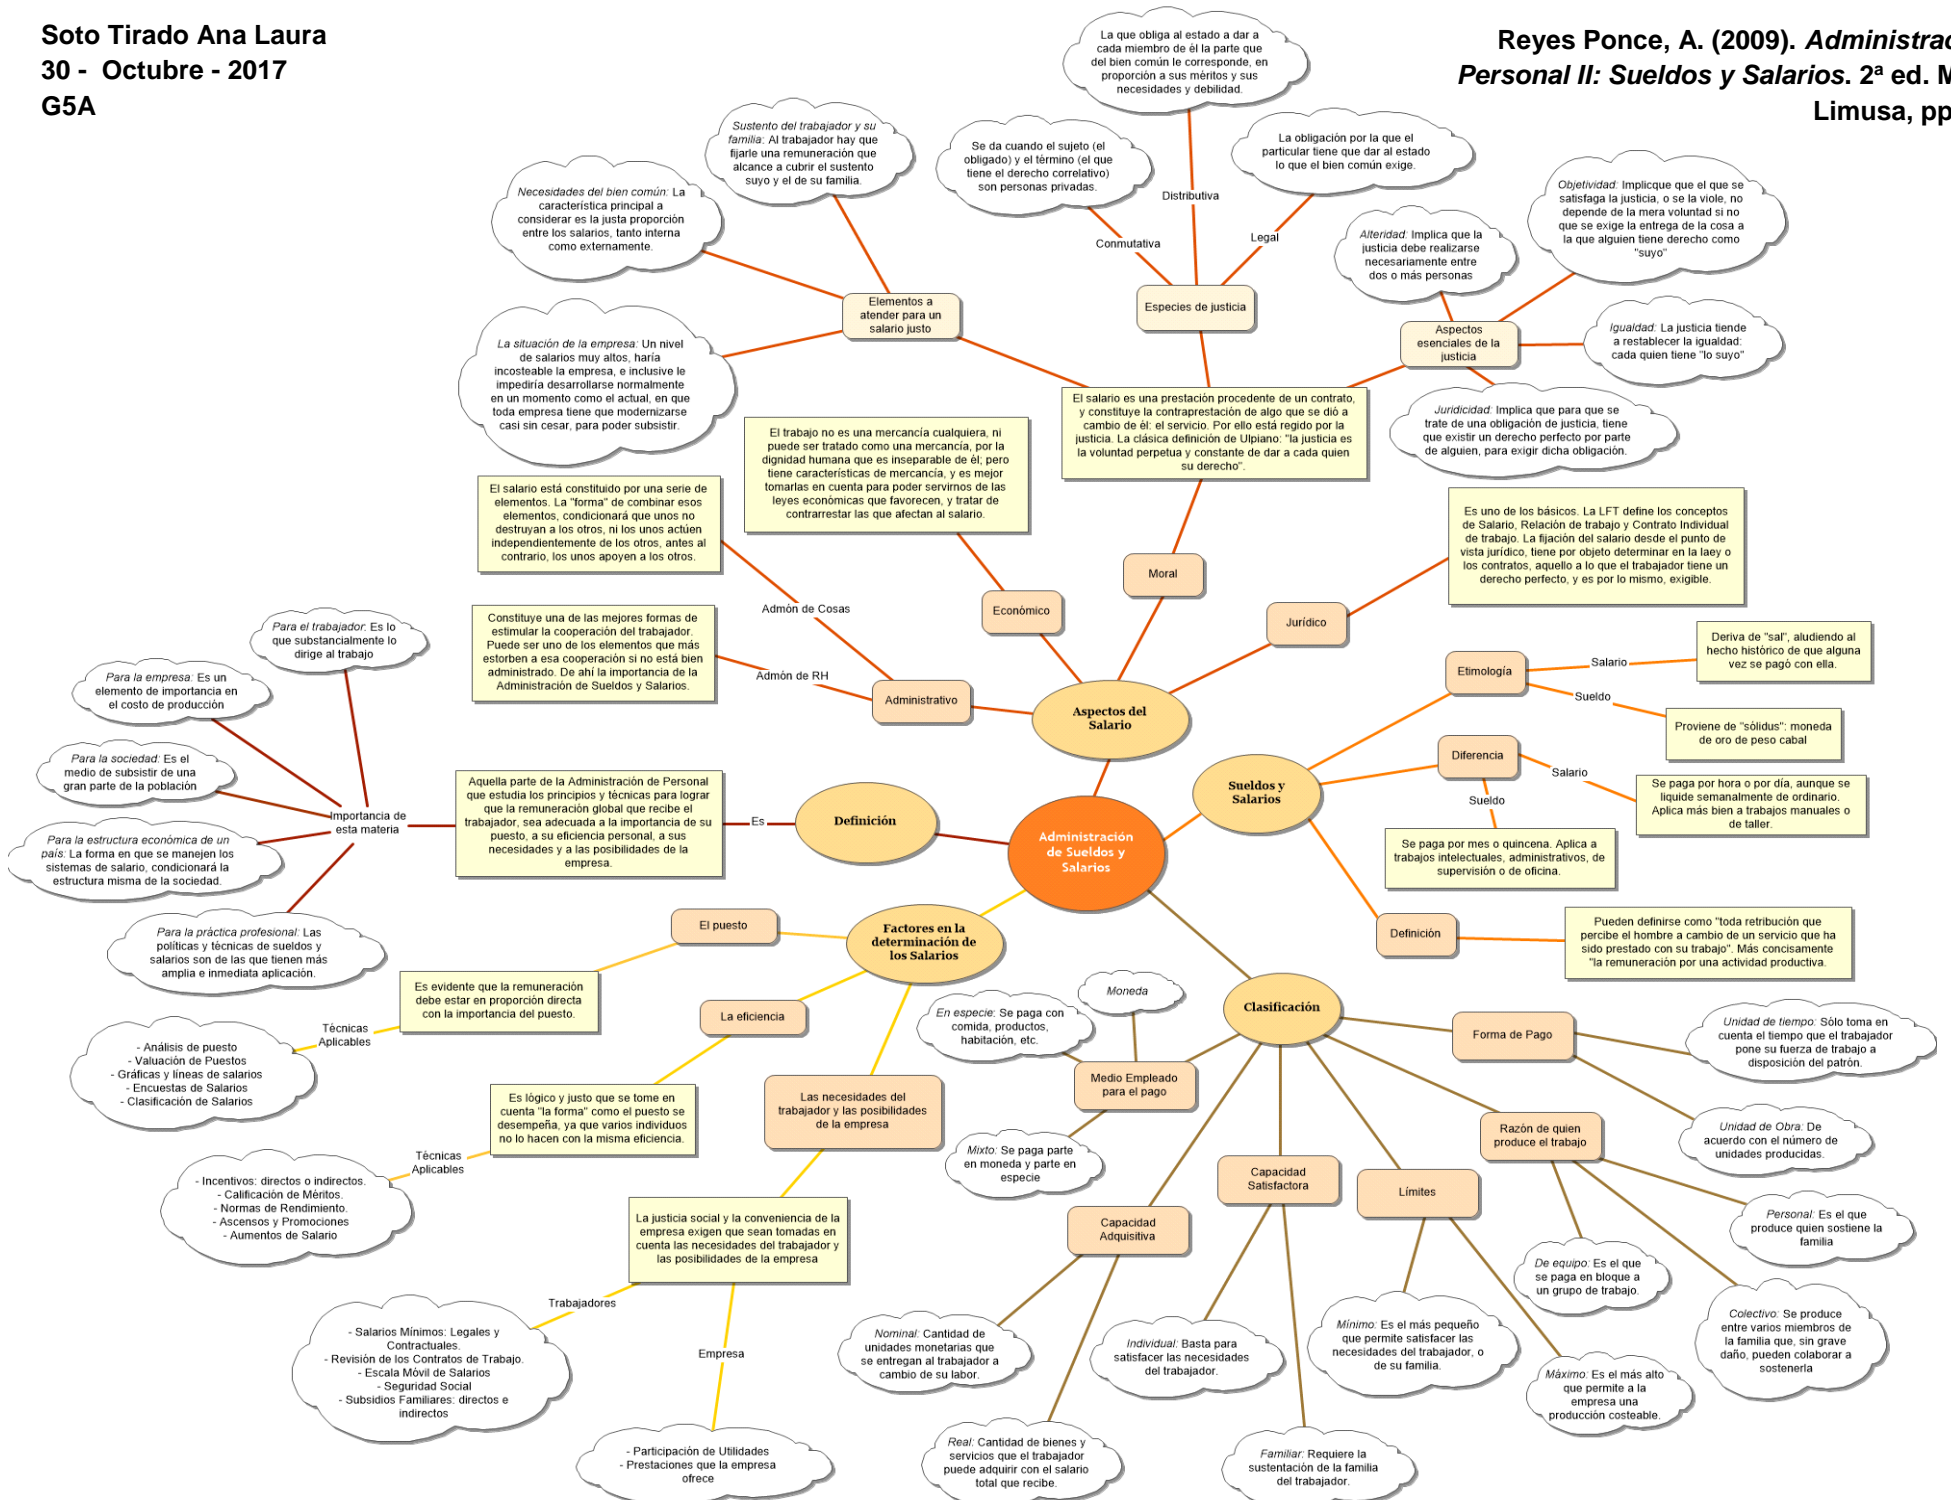 Soto Tirado Ana Laura
30 - Octubre - 2017
G5A
Reyes Ponce, A. (2009).
Personal II: Sueldos y Salarios. 2ª ed.
Limusa,
La que obliga al estado a dar a
cada miembro de èl la parte que
del bien común le corresponde, en
proporción a sus méritos y sus
necesidades y debilidad.
Sustento del trabajador y su
familia: Al trabajador hay que
fijarle una remuneración que
alcance a cubrir el sustento
suyo y el de su familia.
Se da cuando el sujeto (el
obligado) y el término (el que
tiene el derecho correlativo)
son personas privadas.
La obligación por la que el
particular tiene que dar al estado
lo que el bien común exige.
Necesidades del bien común: La
característica principal a
considerar es la justa proporción
entre los salarios, tanto interna
como externamente.
Objetividad: Implicque que el que se
satisfaga la justicia, o se la viole, no
depende de la mera voluntad si no
que se exige la entrega de la cosa a
la que alguien tiene derecho como
"suyo"
Alteridad: Implica que la
justicia debe realizarse
necesariamente entre
dos o más personas
Conmutativa
Distributiva
Legal
Elementos a
atender para un
salario justo
Especies de justicia
Aspectos
esenciales de la
justicia
Igualdad: La justicia tiende
a restablecer la igualdad:
cada quien tiene "lo suyo"
La situación de la empresa: Un nivel
de salarios muy altos, haría
incosteable la empresa, e inclusive le
impediría desarrollarse normalmente
en un momento como el actual, en que
toda empresa tiene que modernizarse
casi sin cesar, para poder subsistir.
Juridicidad: Implica que para que se
trate de una obligación de justicia, tiene
que existir un derecho perfecto por parte
de alguien, para exigir dicha obligación.
El salario es una prestación procedente de un contrato,
y constituye la contraprestación de algo que se dió a
cambio de èl: el servicio. Por ello está regido por la
justicia. La clásica definición de Ulpiano: "la justicia es
la voluntad perpetua y constante de dar a cada quien
su derecho".
El trabajo no es una mercancía cualquiera, ni
puede ser tratado como una mercancía, por la
dignidad humana que es inseparable de èl; pero
tiene características de mercancía, y es mejor
tomarlas en cuenta para poder servirnos de las
leyes económicas que favorecen, y tratar de
contrarrestar las que afectan al salario.
El salario está constituido por una serie de
elementos. La "forma" de combinar esos
elementos, condicionará que unos no
destruyan a los otros, ni los unos actúen
independientemente de los otros, antes al
contrario, los unos apoyen a los otros.
Es uno de los básicos. La LFT define los conceptos
de Salario, Relación de trabajo y Contrato Individual
de trabajo. La fijación del salario desde el punto de
vista jurídico, tiene por objeto determinar en la laey o
los contratos, aquello a lo que el trabajador tiene un
derecho perfecto, y es por lo mismo, exigible.
Constituye una de las mejores formas de
estimular la cooperación del trabajador.
Puede ser uno de los elementos que más
estorben a esa cooperación si no está bien
administrado. De ahí la importancia de la
Administración de Sueldos y Salarios.
Admón de Cosas
Admón de RH
Administrativo
Económico
Moral
Jurídico
Aspectos del
Salario
Para el trabajador: Es lo
que substancialmente lo
dirige al trabajo
Para la empresa: Es un
elemento de importancia en
el costo de producción
Para la sociedad: Es el
medio de subsistir de una
gran parte de la población
Para la estructura económica de un
país: La forma en que se manejen los
sistemas de salario, condicionará la
estructura misma de la sociedad.
Para la práctica profesional: Las
políticas y técnicas de sueldos y
salarios son de las que tienen más
amplia e inmediata aplicación.
Importancia de
esta materia
Aquella parte de la Administración de Personal
que estudia los principios y técnicas para lograr
que la remuneración global que recibe el
trabajador, sea adecuada a la importancia de su
puesto, a su eficiencia personal, a sus
necesidades y a las posibilidades de la
empresa.
Es
Definición
Administración
de Sueldos y
Salarios
Sueldos y
Salarios
Etimología
Salario
Deriva de "sal", aludiendo al
hecho histórico de que alguna
vez se pagó con ella.
Sueldo
Proviene de "sólidus": moneda
de oro de peso cabal
Diferencia
Salario
Se paga por hora o por día, aunque se
liquide semanalmente de ordinario.
Aplica más bien a trabajos manuales o
de taller.
Sueldo
Se paga por mes o quincena. Aplica a
trabajos intelectuales, administrativos, de
supervisión o de oficina.
Definición
Pueden definirse como "toda retribución que
percibe el hombre a cambio de un servicio que ha
sido prestado con su trabajo". Más concisamente
"la remuneración por una actividad productiva.
Factores en la
determinación de
los Salarios
El puesto
Es evidente que la remuneración
debe estar en proporción directa
con la importancia del puesto.
Técnicas
Aplicables
- Análisis de puesto
- Valuación de Puestos
- Gráficas y líneas de salarios
- Encuestas de Salarios
- Clasificación de Salarios
La eficiencia
Es lógico y justo que se tome en
cuenta "la forma" como el puesto se
desempeña, ya que varios individuos
no lo hacen con la misma eficiencia.
Técnicas
Aplicables
- Incentivos: directos o indirectos.
- Calificación de Méritos.
- Normas de Rendimiento.
- Ascensos y Promociones
- Aumentos de Salario
Las necesidades del
trabajador y las posibilidades
de la empresa
La justicia social y la conveniencia de la
empresa exigen que sean tomadas en
cuenta las necesidades del trabajador y
las posibilidades de la empresa
Trabajadores
- Salarios Mínimos: Legales y
Contractuales.
- Revisión de los Contratos de Trabajo.
- Escala Móvil de Salarios
- Seguridad Social
- Subsidios Familiares: directos e
indirectos
Empresa
- Participación de Utilidades
- Prestaciones que la empresa
ofrece
Clasificación
Moneda
En especie: Se paga con
comida, productos,
habitación, etc.
Medio Empleado
para el pago
Mixto: Se paga parte
en moneda y parte en
especie
Capacidad
Adquisitiva
Nominal: Cantidad de
unidades monetarias que
se entregan al trabajador a
cambio de su labor.
Real: Cantidad de bienes y
servicios que el trabajador
puede adquirir con el salario
total que recibe.
Capacidad
Satisfactora
Individual: Basta para
satisfacer las necesidades
del trabajador.
Familiar: Requiere la
sustentación de la familia
del trabajador.
Límites
Mínimo: Es el más pequeño
que permite satisfacer las
necesidades del trabajador, o
de su familia.
Máximo: Es el más alto
que permite a la
empresa una
producción costeable.
Razón de quien
produce el trabajo
De equipo: Es el que
se paga en bloque a
un grupo de trabajo.
Personal: Es el que
produce quien sostiene la
familia
Colectivo: Se produce
entre varios miembros de
la familia que, sin grave
daño, pueden colaborar a
sostenerla
Forma de Pago
Unidad de tiempo: Sólo toma en
cuenta el tiempo que el trabajador
pone su fuerza de trabajo a
disposición del patrón.
Unidad de Obra: De
acuerdo con el número de
unidades producidas.